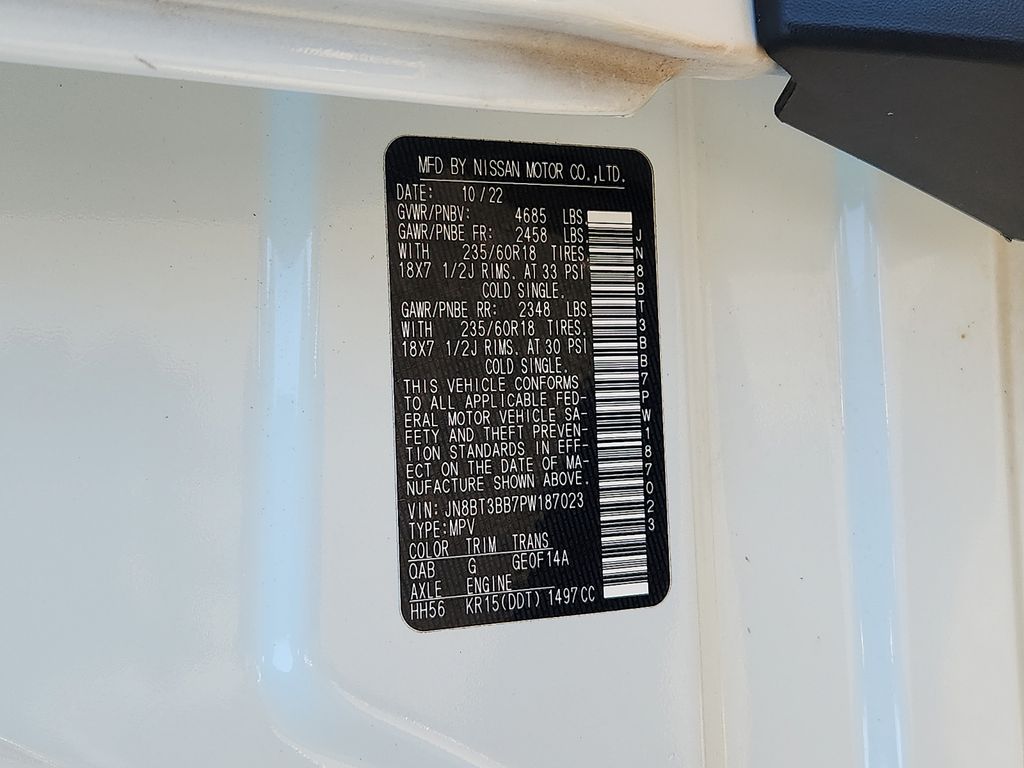 MFD BY NISSAN MOTOR CO.,LTD.
DATE: 10/22
GVWR/PNBV: 4685 LBS.
GAWR/PNBE FR: 2458 LBS.
WITH 235/60R18 TIRES.
18X7 1/2J RIMS. AT 33 PSI
COLD SINGLE.
GAWR/PNBE RR: 2348 LBS.
WITH 235/60R18 TIRES.
18X7 1/2J RIMS. AT 30 PSI
COLD SINGLE.
THIS VEHICLE CONFORMS
TO ALL APPLICABLE FED-
ERAL MOTOR VEHICLE SA-
FETY AND THEFT PREVEN-
TION STANDARDS IN EFF-
ECT ON THE DATE OF MA-
NUFACTURE SHOWN ABOVE.
VIN: JN8BT3BB7PW187023
TYPE:MPV
COLOR TRIM TRANS
QAB G GE0F14A
AXLE ENGINE
HH56 KR15(DDT) 1497CC
JN8BT3BB7PW187023